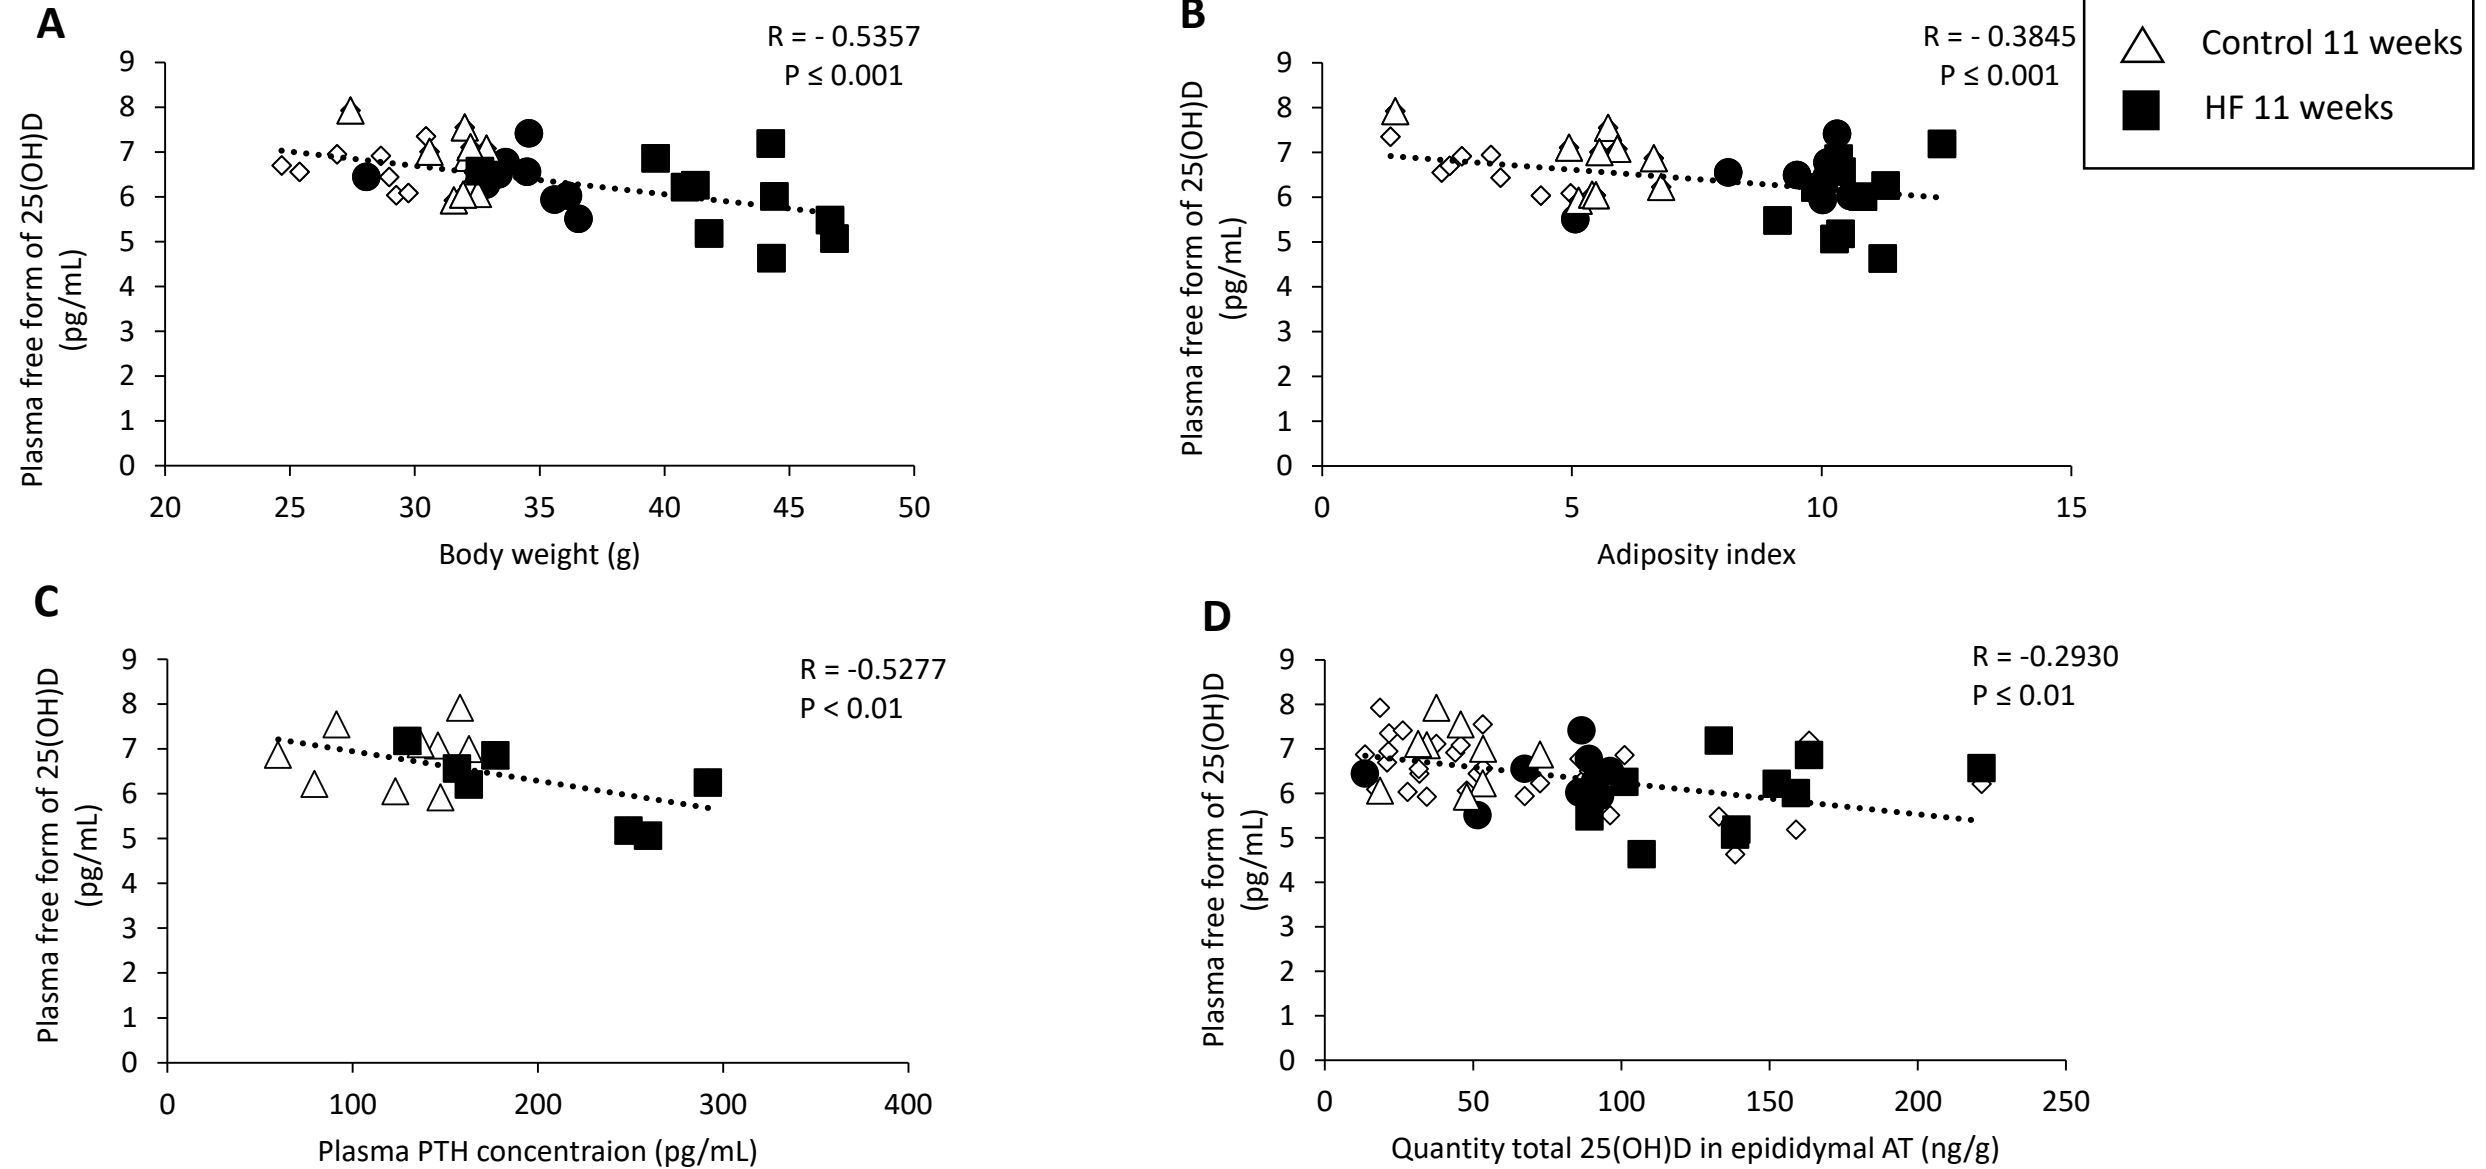 A
R = - 0.5357
P ≤ 0.001
Plasma free form of 25(OH)D
(pg/mL)
9
8
7
6
5
4
3
2
1
0
20 25 30 35 40 45 50
Body weight (g)
B
R = - 0.3845
P ≤ 0.001
Plasma free form of 25(OH)D
(pg/mL)
9
8
7
6
5
4
3
2
1
0
0 5 10 15
Adiposity index
Control 11 weeks
HF 11 weeks
C
R = -0.5277
P < 0.01
Plasma free form of 25(OH)D
(pg/mL)
9
8
7
6
5
4
3
2
1
0
0 100 200 300 400
Plasma PTH concentraion (pg/mL)
D
R = -0.2930
P ≤ 0.01
Plasma free form of 25(OH)D
(pg/mL)
9
8
7
6
5
4
3
2
1
0
0 50 100 150 200 250
Quantity total 25(OH)D in epididymal AT (ng/g)